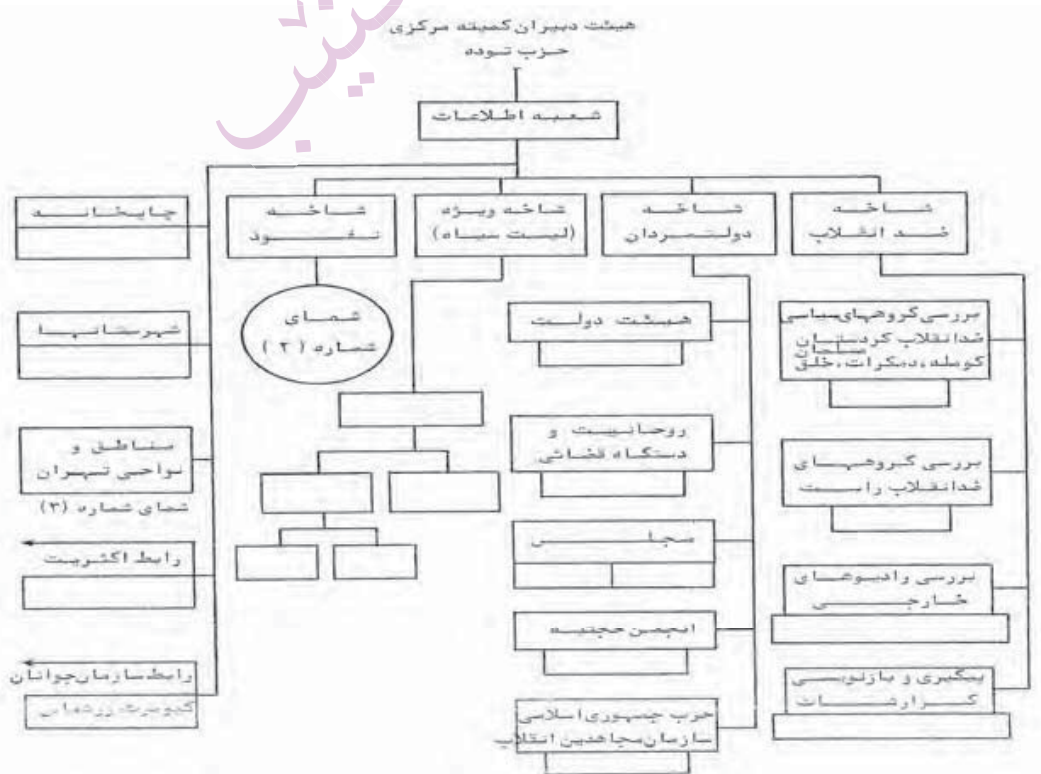 هیئت دبیران کمیته مرکزی
حزب توده
شعبه اطلاعات
شاخه
ضد انقلاب
شاخه
دولتمردان
شاخه ویژه
(لیست سیاه)
شاخه
نفوذ
چاپخانه
بررسی گروههای سیاسی
ضدانقلاب کردستان
کومله، دمکرات، خلق
مسلمان
بررسی گروههای
ضدانقلاب راست
بررسی رادیوهای
خارجی
پیگیری و بازنویسی
گزارشات
هیئت دولت
روحانیت و
دستگاه قضائی
مجلس
انجمن حجتیه
حزب جمهوری اسلامی
سازمان مجاهدین انقلاب
شمای
شماره (۲)
شهرستانها
مناطق و
نواحی تهران
شمای شماره (۳)
رابط اکثریت
رابط سازمان جوانان
کیومرث زرشناس